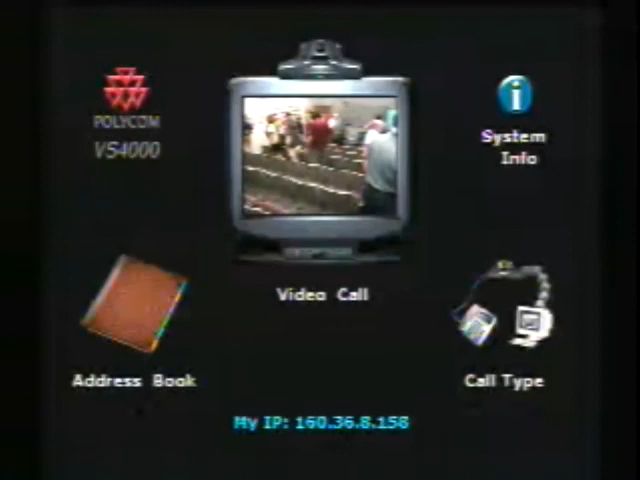 POLYCOM
VS4000
System
Info
Video Call
Address Book
Call Type
My IP: 160.36.8.158